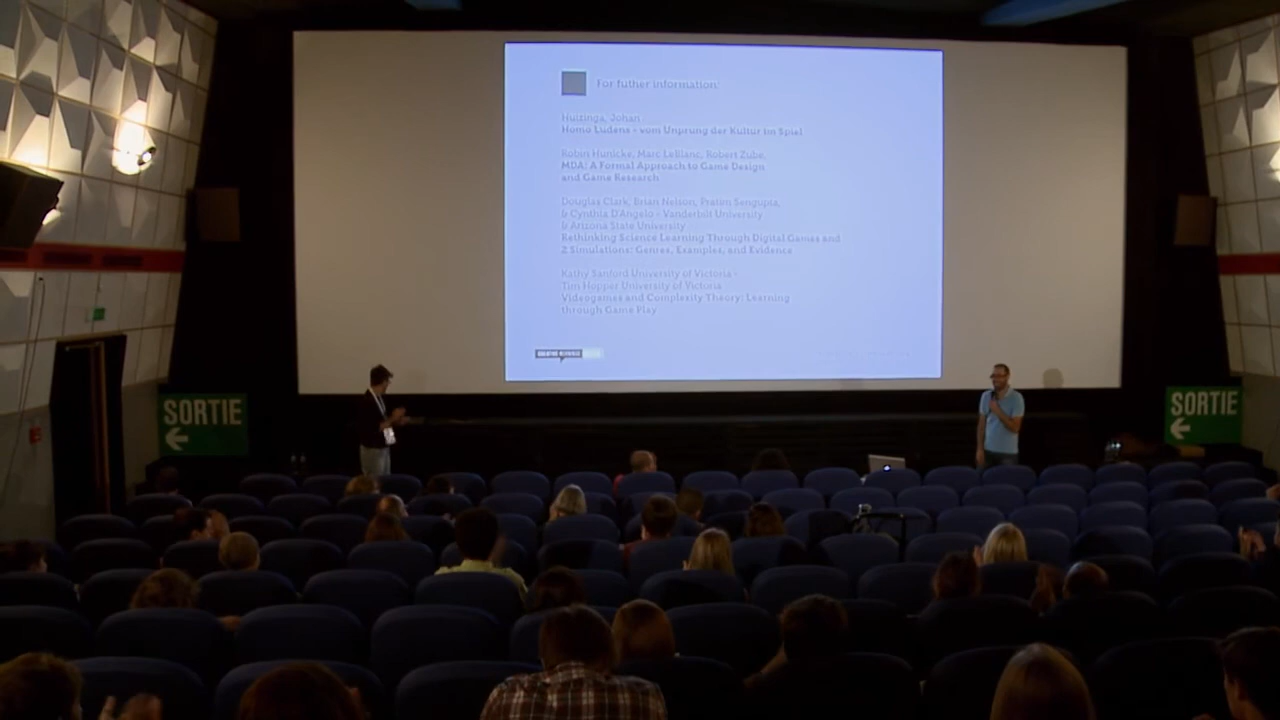 For futher information:
Huizinga, Johan
Homo Ludens - vom Unprung der Kultur im Spiel
Robin Hunicke, Marc LeBlanc, Robert Zube,
MDA: A Formal Approach to Game Design
and Game Research
Douglas Clark, Brian Nelson, Pratim Sengupta,
& Cynthia D'Angelo - Vanderbilt University
& Arizona State University
Rethinking Science Learning Through Digital Games and
2 Simulations: Genres, Examples, and Evidence
Kathy Sanford University of Victoria -
Tim Hopper University of Victoria
Videogames and Complexity Theory: Learning
through Game Play
SORTIE
SORTIE